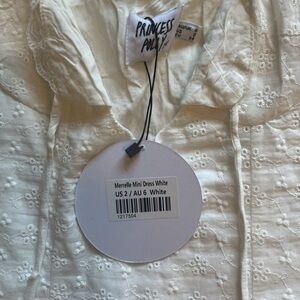 PRINCESS
POLLY
Merrelle Mini Dress White
US 2 / AU 6 White
1217504